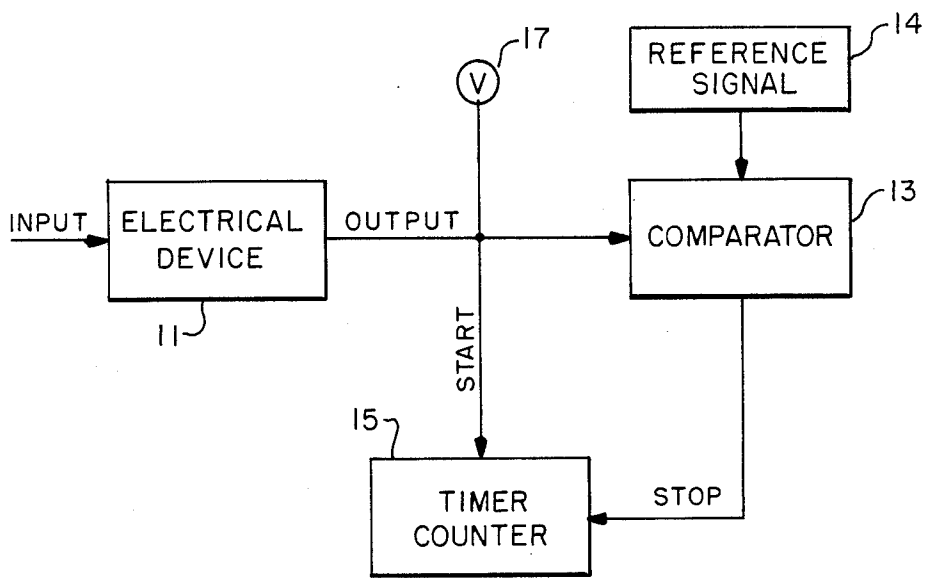 17
V
REFERENCE
SIGNAL
14
INPUT
ELECTRICAL
DEVICE
11
OUTPUT
COMPARATOR
13
START
15
TIMER
COUNTER
STOP